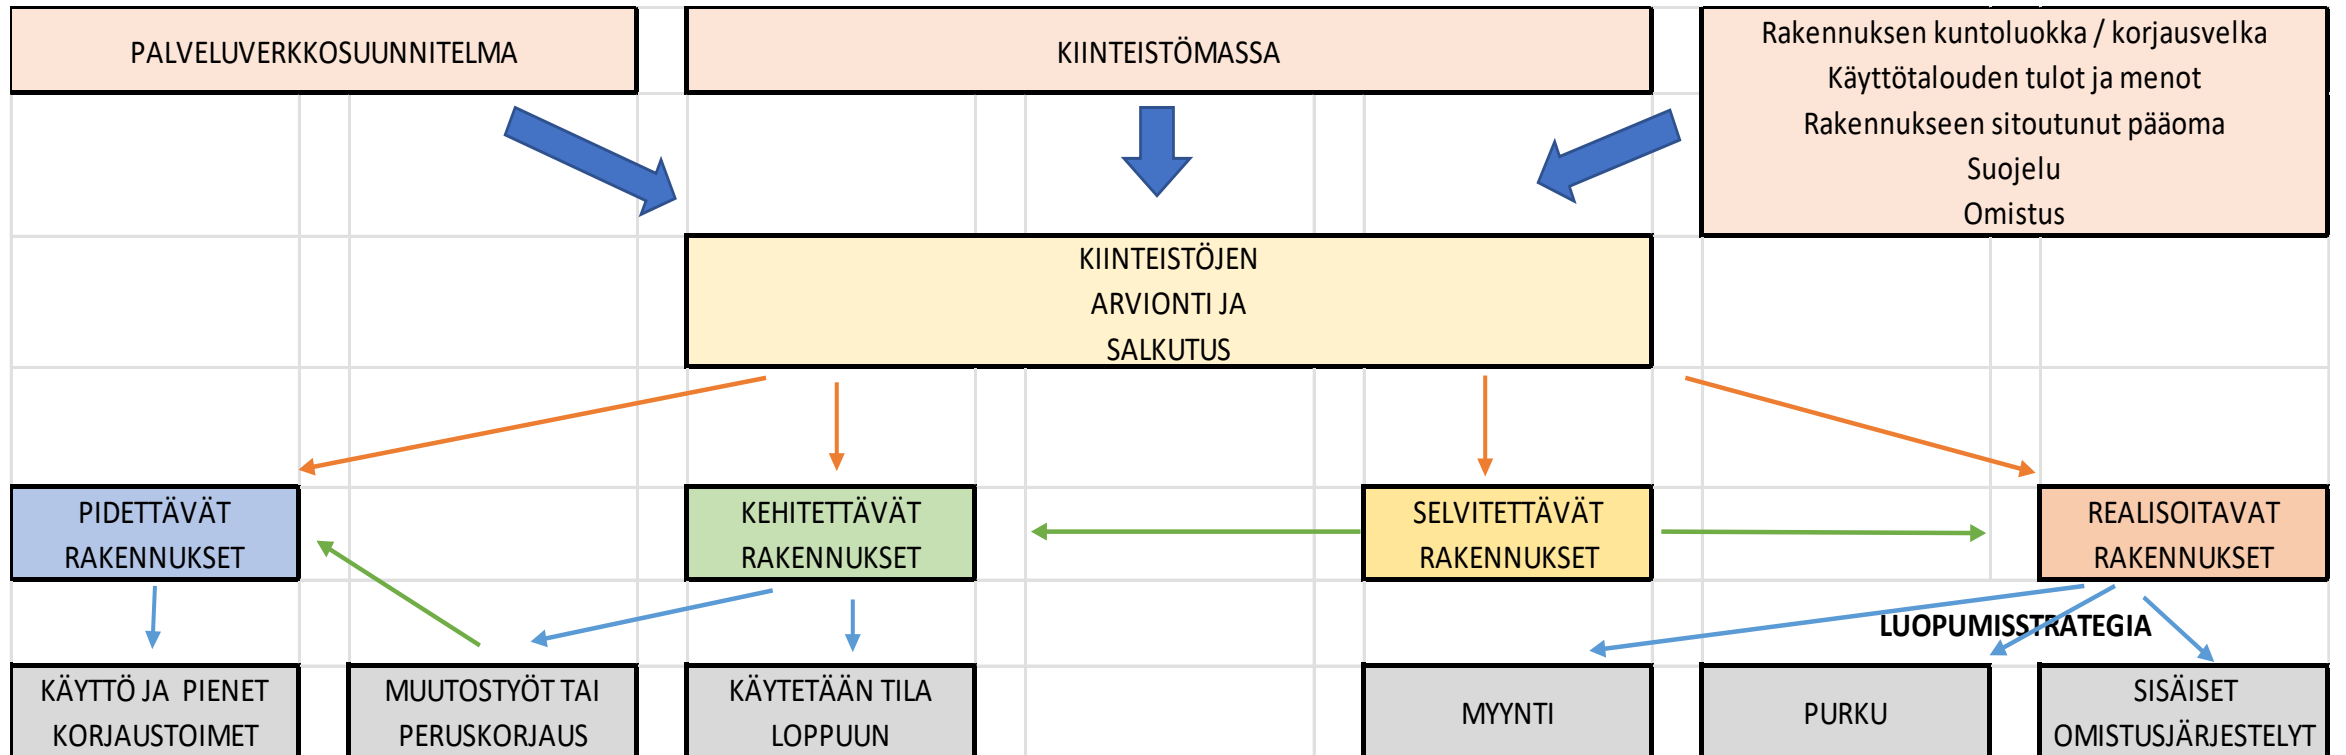 PALVELUVERKKOSUUNNITELMA
KIINTEISTÖMASSA
Rakennuksen kuntoluokka / korjausvelka
Käyttötalouden tulot ja menot
Rakennukseen sitoutunut pääoma
Suojelu
Omistus
KIINTEISTÖJEN
ARVIONTI JA
SALKUTUS
PIDETTÄVÄT
RAKENNUKSET
KEHITETTÄVÄT
RAKENNUKSET
SELVITETTÄVÄT
RAKENNUKSET
REALISOITAVAT
RAKENNUKSET
LUOPUMISSTRATEGIA
KÄYTTÖ JA PIENET
KORJAUSTOIMET
MUUTOSTYÖT TAI
PERUSKORJAUS
KÄYTETÄÄN TILA
LOPPUUN
MYYNTI
PURKU
SISÄISET
OMISTUSJÄRJESTELYT